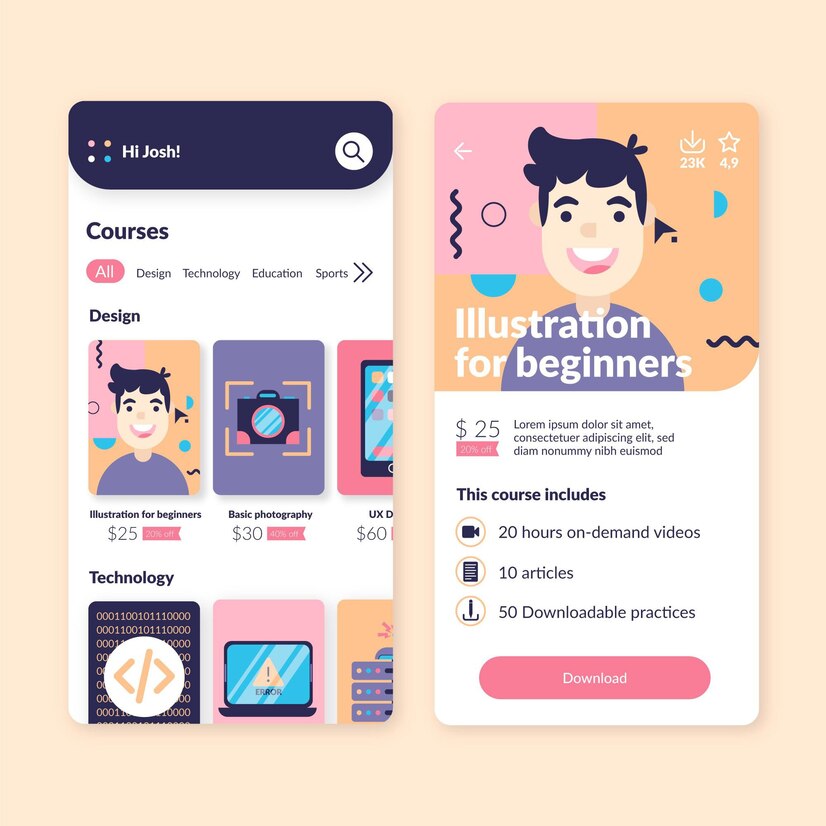 Hi Josh!
Courses
All Design Technology Education Sports
Design
Illustration for beginners
$25 20% off
Basic photography
$30 40% off
UX D
$60
Technology
0001100101110000
0001100101110000
ERROR
23K 4,9
Illustration
for beginners
$ 25
20% off
Lorem ipsum dolor sit amet,
consectetuer adipiscing elit, sed
diam nonummy nibh euismod
This course includes
20 hours on-demand videos
10 articles
50 Downloadable practices
Download